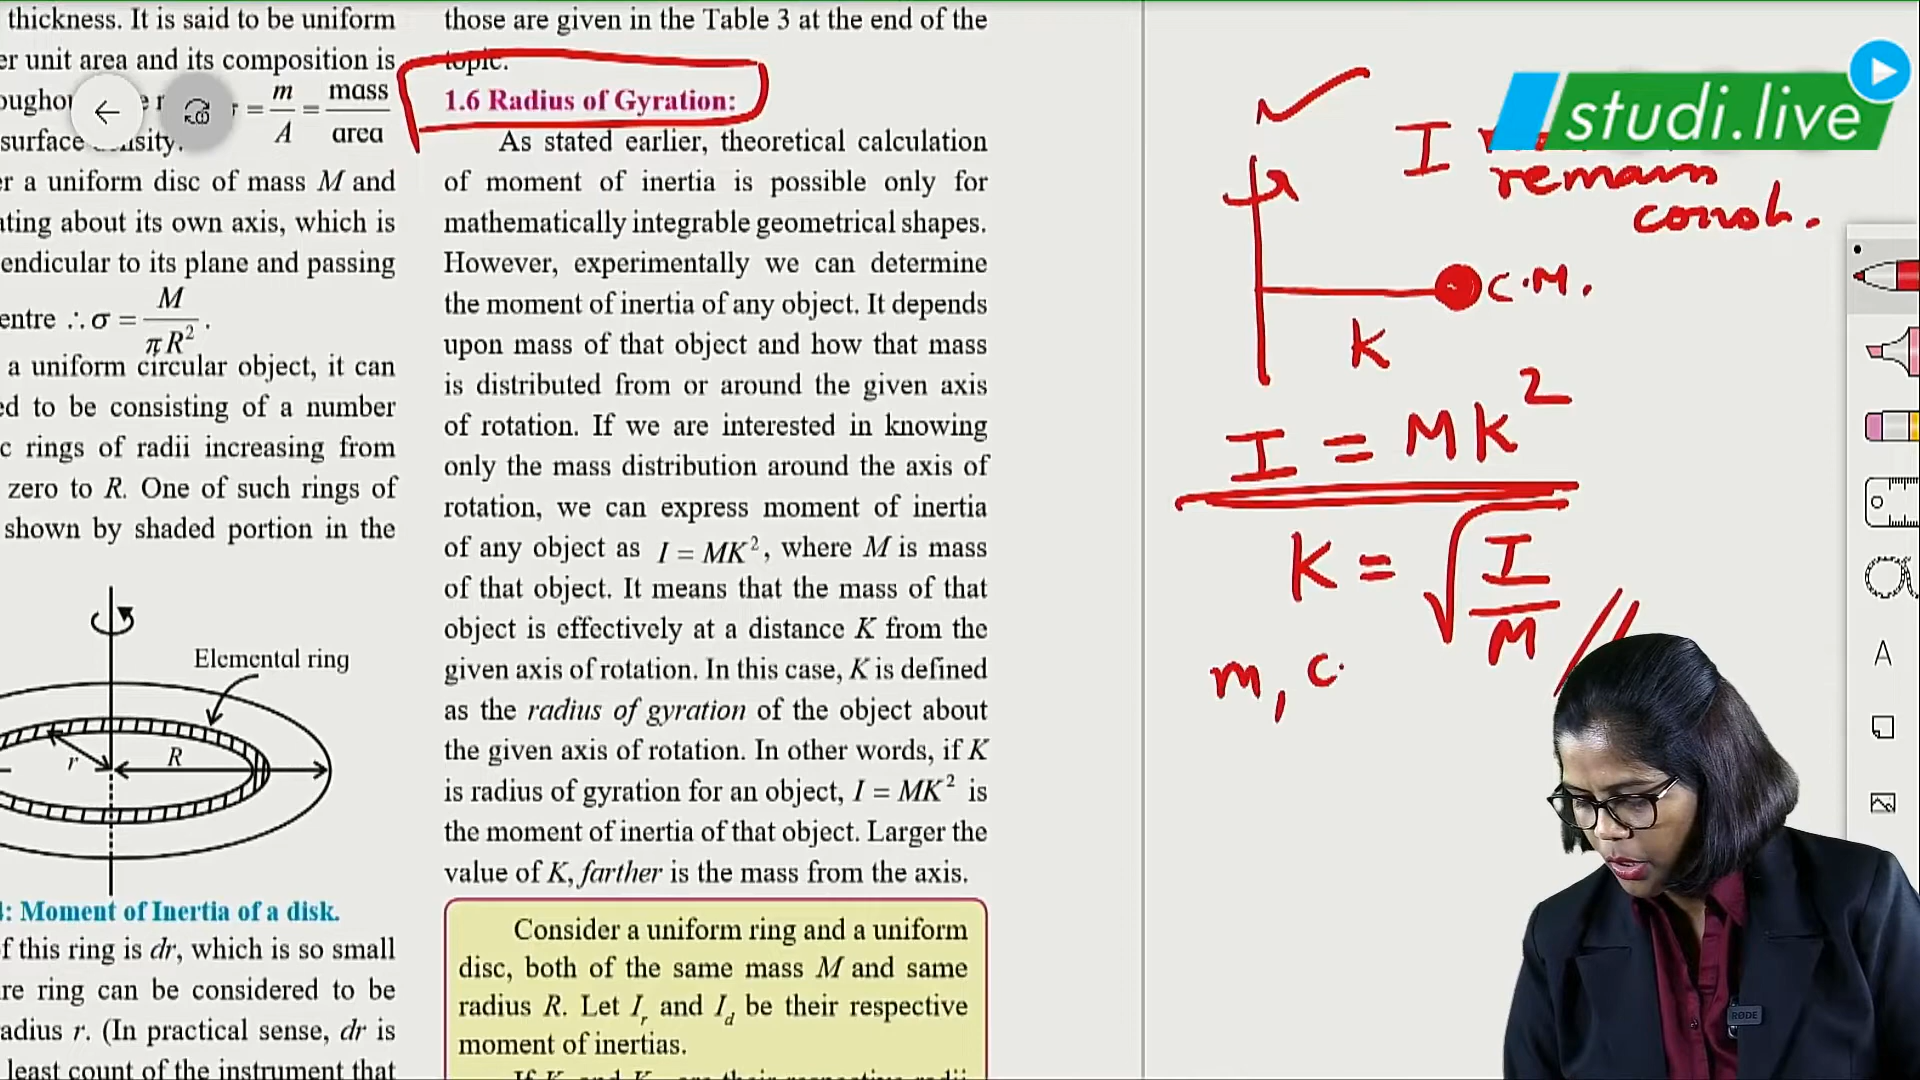 thickness. It is said to be uniform
er unit area and its composition is
= m/A = mass/area
surface
er a uniform disc of mass M and
ating about its own axis, which is
endicular to its plane and passing
entre ∴ σ = M/πR² .
a uniform circular object, it can
ed to be consisting of a number
c rings of radii increasing from
zero to R. One of such rings of
shown by shaded portion in the
Elemental ring
r
R
4: Moment of Inertia of a disk.
f this ring is dr, which is so small
re ring can be considered to be
adius r. (In practical sense, dr is
least count of the instrument that
those are given in the Table 3 at the end of the
topic.
1.6 Radius of Gyration:
As stated earlier, theoretical calculation
of moment of inertia is possible only for
mathematically integrable geometrical shapes.
However, experimentally we can determine
the moment of inertia of any object. It depends
upon mass of that object and how that mass
is distributed from or around the given axis
of rotation. If we are interested in knowing
only the mass distribution around the axis of
rotation, we can express moment of inertia
of any object as I = MK², where M is mass
of that object. It means that the mass of that
object is effectively at a distance K from the
given axis of rotation. In this case, K is defined
as the radius of gyration of the object about
the given axis of rotation. In other words, if K
is radius of gyration for an object, I = MK² is
the moment of inertia of that object. Larger the
value of K, farther is the mass from the axis.
Consider a uniform ring and a uniform
disc, both of the same mass M and same
radius R. Let Iᵣ and I_d be their respective
moment of inertias.
studi.live
I
remain
const.
C.M.
K
I = MK²
K = √(I/M)
m, c.
A
RØDE